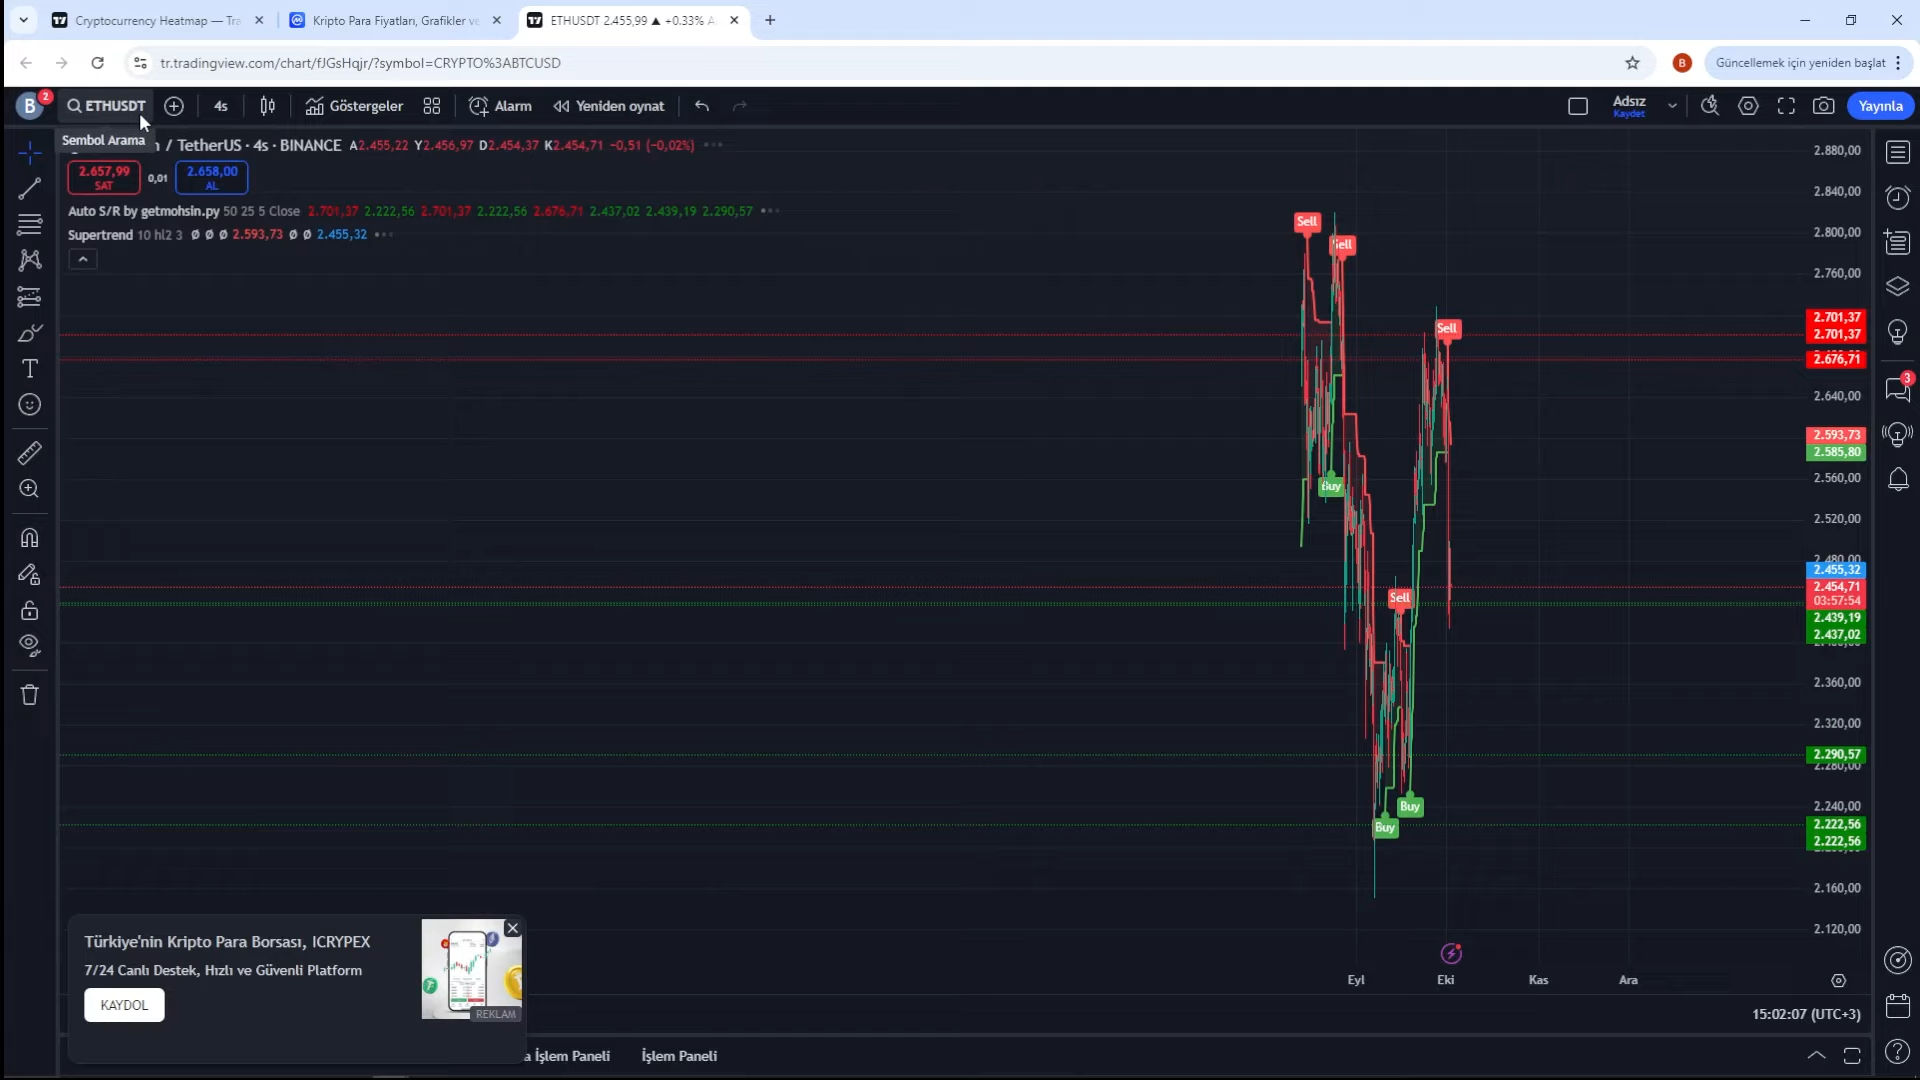 Cryptocurrency Heatmap — Tra
Kripto Para Fiyatları, Grafikler ve
ETHUSDT 2.455,99 ▲ +0.33% A
tr.tradingview.com/chart/fJGsHqjr/?symbol=CRYPTO%3ABTCUSD
B
Güncellemek için yeniden başlat
B
2
ETHUSDT
4s
Göstergeler
Alarm
Yeniden oynat
Adsız
Kaydet
Yayınla
Sembol Arama
/ TetherUS · 4s · BINANCE A2.455,22 Y2.456,97 D2.454,37 K2.454,71 −0,51 (−0,02%)
2.657,99
SAT
0,01
2.658,00
AL
Auto S/R by getmohsin.py 50 25 5 Close 2.701,37 2.222,56 2.701,37 2.222,56 2.676,71 2.437,02 2.439,19 2.290,57
Supertrend 10 hl2 3 Ø Ø Ø 2.593,73 Ø Ø 2.455,32
Sell
Sell
Sell
Buy
Sell
Buy
Buy
2.880,00
2.840,00
2.800,00
2.760,00
2.701,37
2.701,37
2.676,71
2.640,00
2.593,73
2.585,80
2.560,00
2.520,00
2.480,00
2.455,32
2.454,71
03:57:54
2.439,19
2.437,02
2.360,00
2.320,00
2.290,57
2.280,00
2.240,00
2.222,56
2.222,56
2.160,00
2.120,00
3
Eyl
Eki
Kas
Ara
15:02:07 (UTC+3)
Türkiye'nin Kripto Para Borsası, ICRYPEX
7/24 Canlı Destek, Hızlı ve Güvenli Platform
KAYDOL
REKLAM
a İşlem Paneli
İşlem Paneli